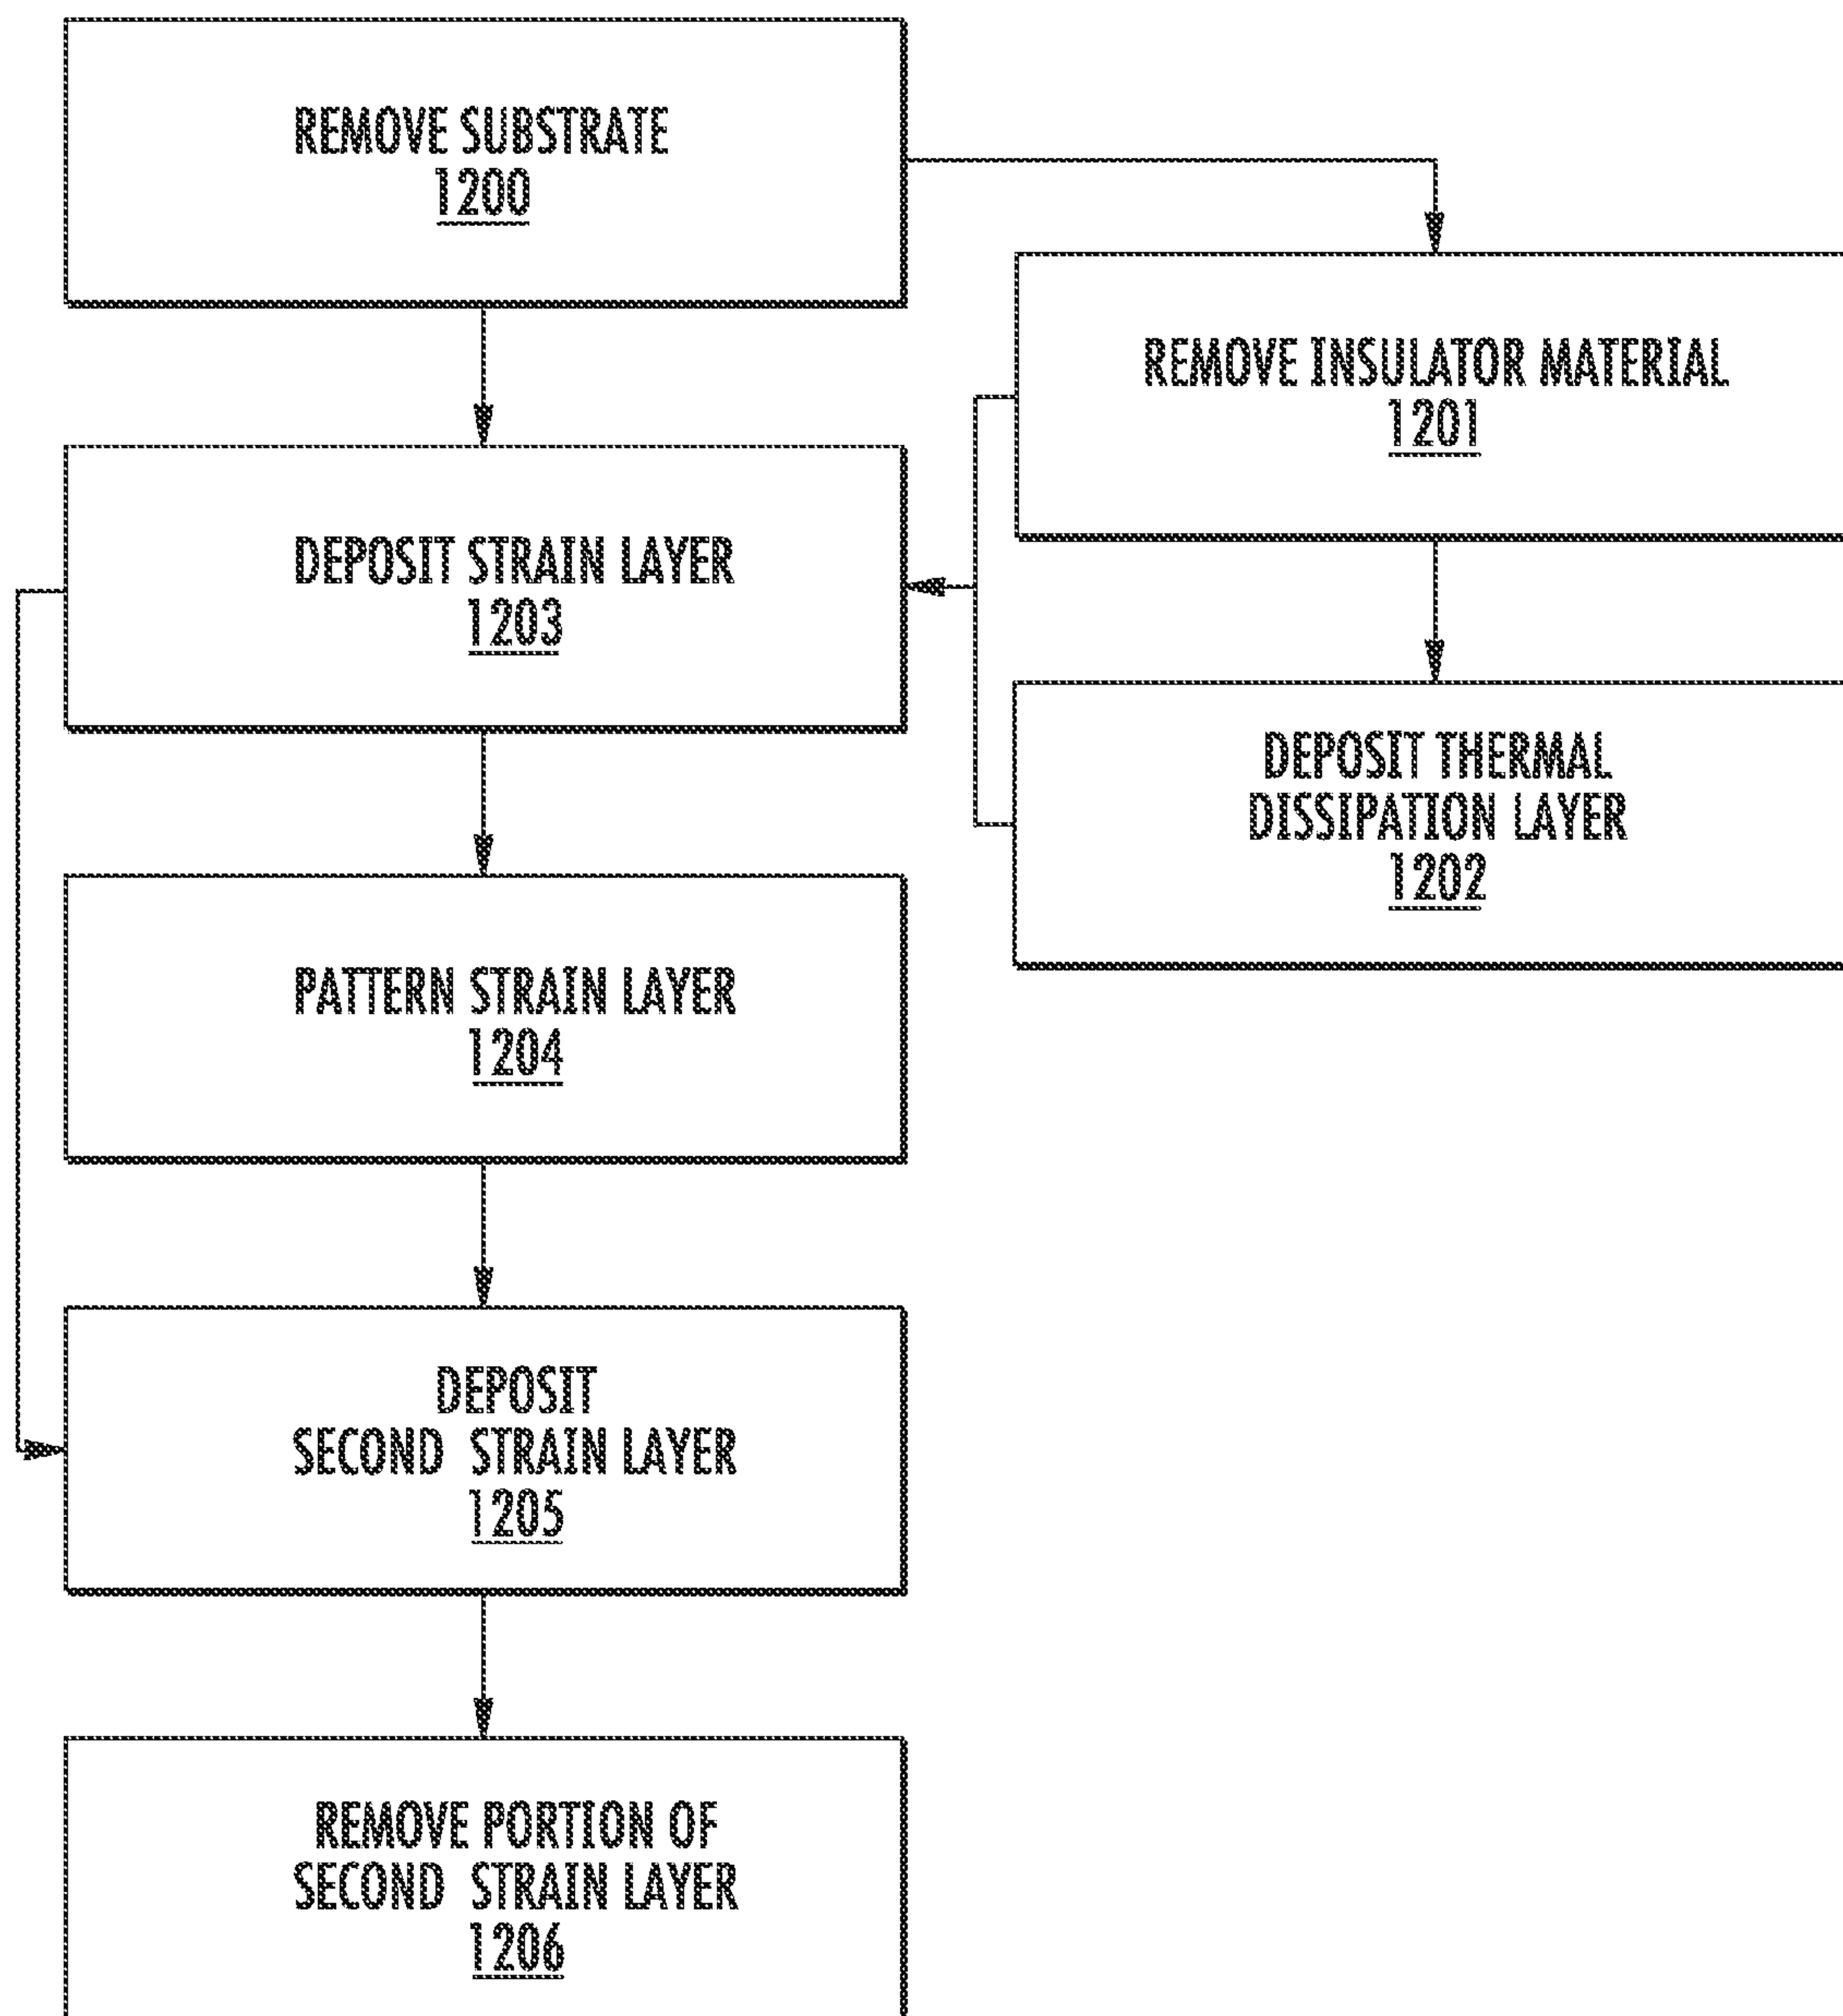 REMOVE SUBSTRATE
1200
REMOVE INSULATOR MATERIAL
1201
DEPOSIT STRAIN LAYER
1203
DEPOSIT THERMAL
DISSIPATION LAYER
1202
PATTERN STRAIN LAYER
1204
DEPOSIT
SECOND STRAIN LAYER
1205
REMOVE PORTION OF
SECOND STRAIN LAYER
1206